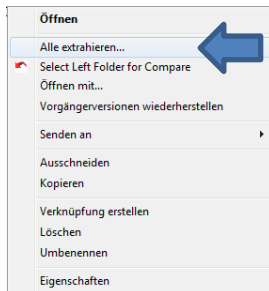 Öffnen
Alle extrahieren...
Select Left Folder for Compare
Öffnen mit...
Vorgängerversionen wiederherstellen
Senden an
Ausschneiden
Kopieren
Verknüpfung erstellen
Löschen
Umbenennen
Eigenschaften